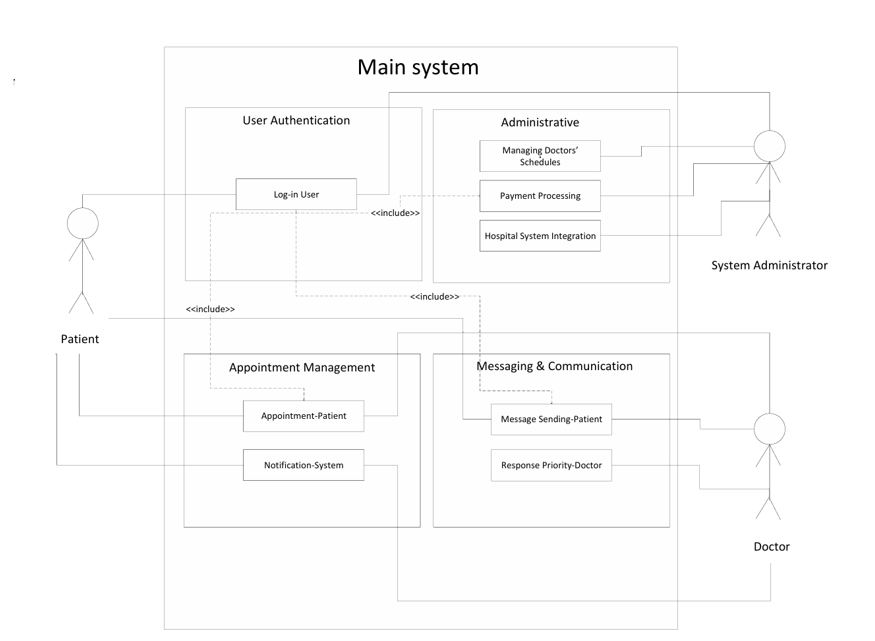 Main system
User Authentication
Administrative
Managing Doctors'
Schedules
Log-in User
Payment Processing
<<include>>
Hospital System Integration
System Administrator
<<include>>
<<include>>
Patient
Appointment Management
Messaging & Communication
Appointment-Patient
Message Sending-Patient
Notification-System
Response Priority-Doctor
Doctor